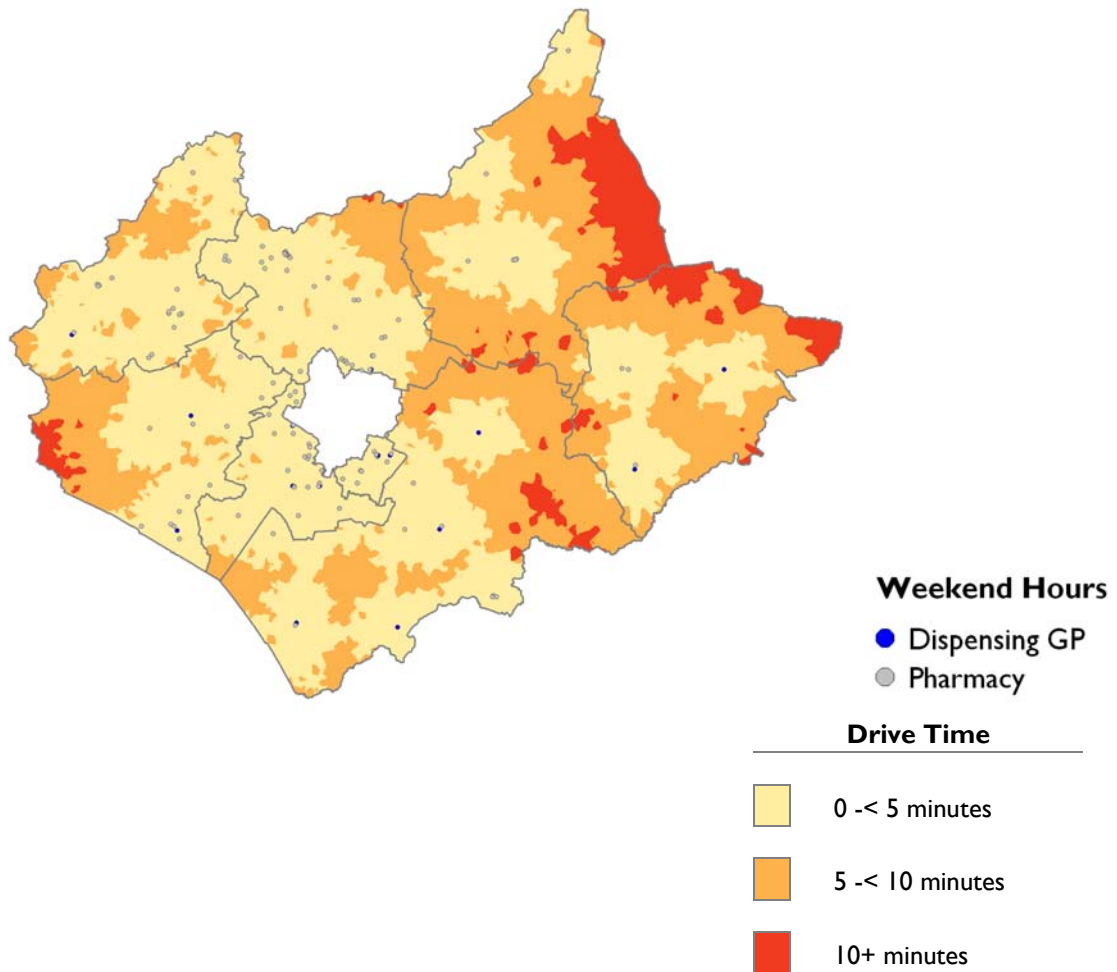 Weekend Hours
Dispensing GP
Pharmacy
Drive Time
0 -< 5 minutes
5 -< 10 minutes
10+ minutes